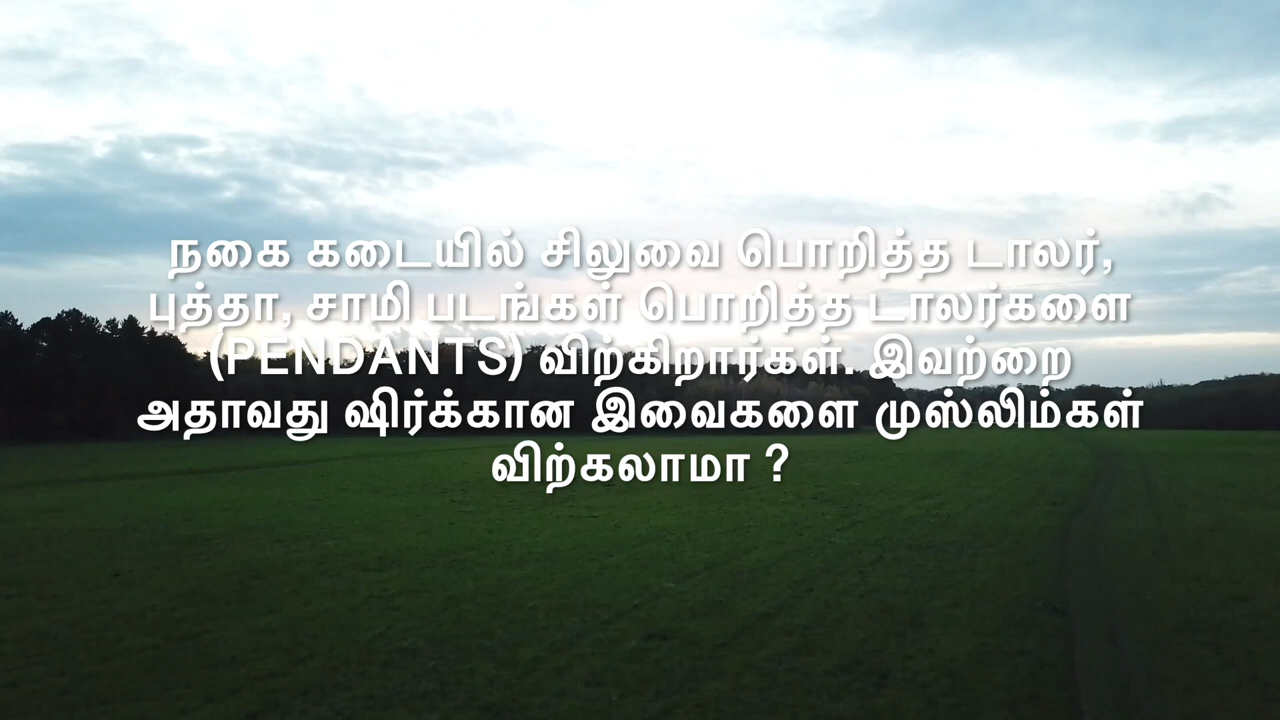 நகை கடையில் சிலுவை பொறித்த டாலர்,
புத்தா, சாமி படங்கள் பொறித்த டாலர்களை
(PENDANTS) விற்கிறார்கள். இவற்றை
அதாவது ஷிர்க்கான இவைகளை முஸ்லிம்கள்
விற்கலாமா ?